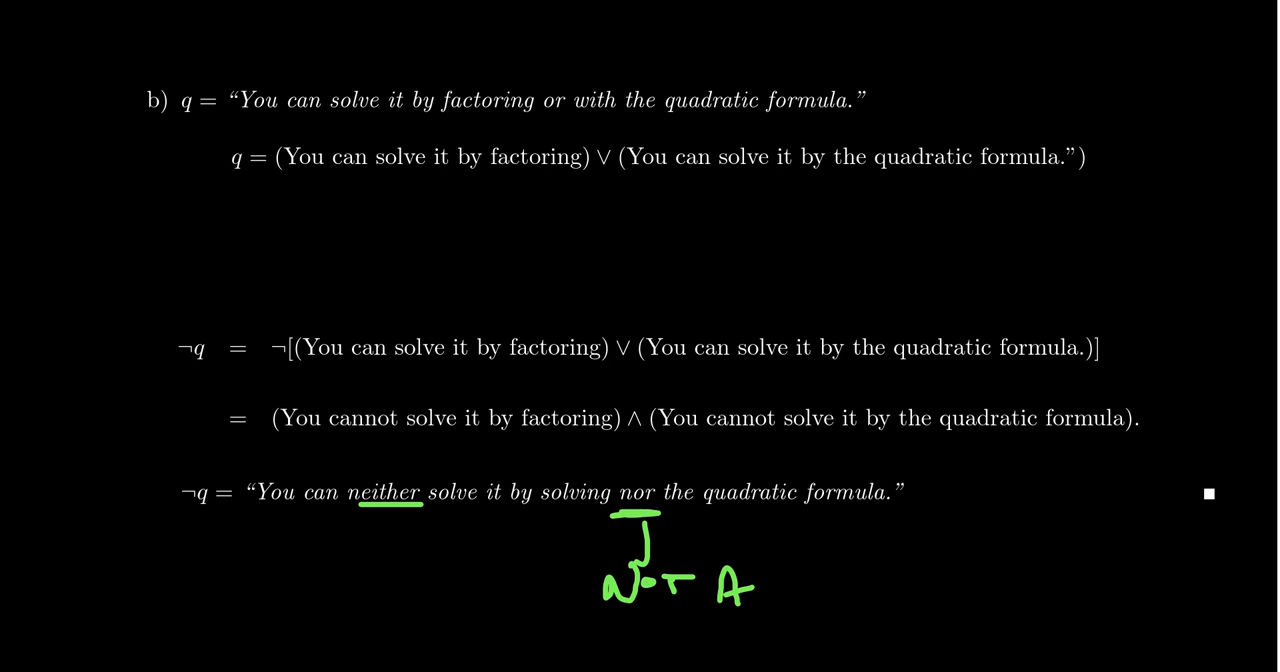 b) q = “You can solve it by factoring or with the quadratic formula.”
q = (You can solve it by factoring) ∨ (You can solve it by the quadratic formula.”)
¬q = ¬[(You can solve it by factoring) ∨ (You can solve it by the quadratic formula.)]
= (You cannot solve it by factoring) ∧ (You cannot solve it by the quadratic formula).
¬q = “You can neither solve it by solving nor the quadratic formula.”
NOT A